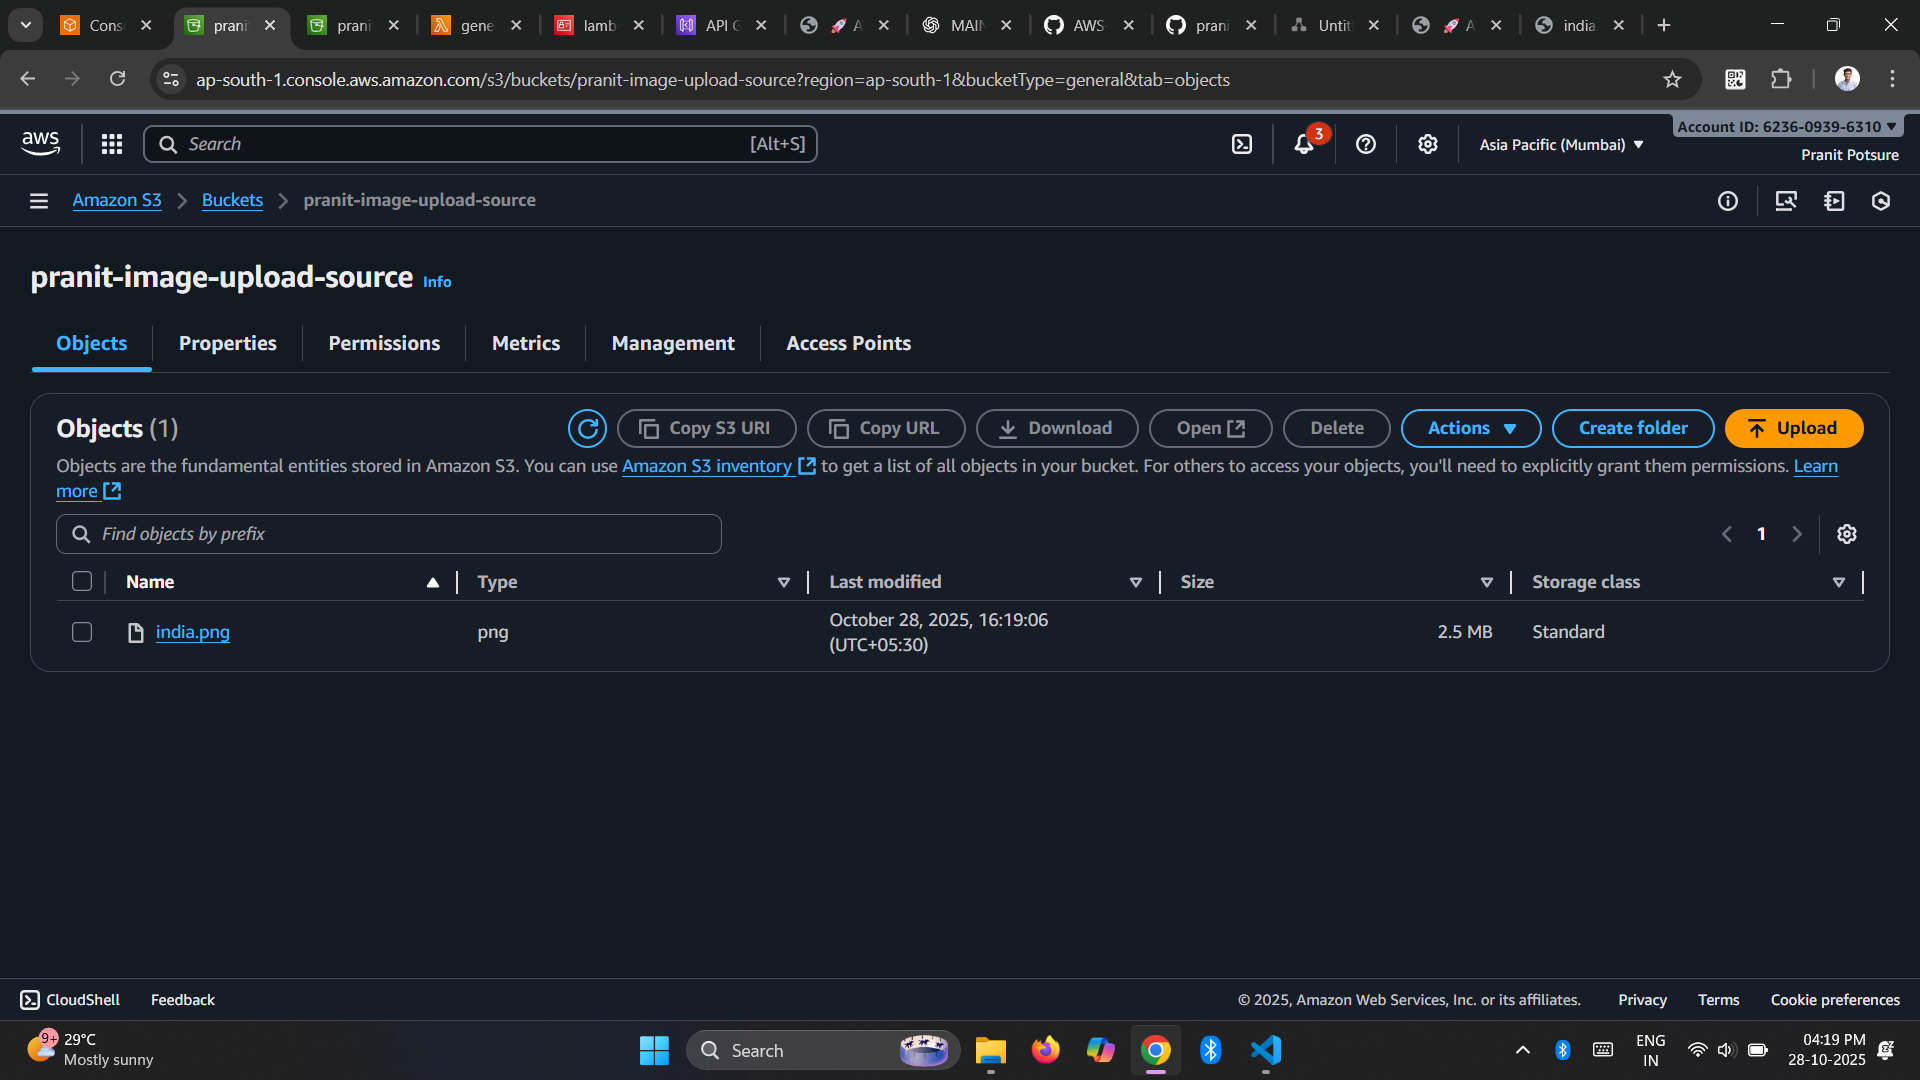 Cons
prani
prani
gene
lamb
API G
A
MAIN
AWS-
prani
Untit
A
india.
ap-south-1.console.aws.amazon.com/s3/buckets/pranit-image-upload-source?region=ap-south-1&bucketType=general&tab=objects
aws
Search
[Alt+S]
3
Asia Pacific (Mumbai)
Account ID: 6236-0939-6310
Pranit Potsure
Amazon S3
Buckets
pranit-image-upload-source
pranit-image-upload-source Info
Objects
Properties
Permissions
Metrics
Management
Access Points
Objects (1)
Copy S3 URI
Copy URL
Download
Open
Delete
Actions
Create folder
Upload
Objects are the fundamental entities stored in Amazon S3. You can use Amazon S3 inventory to get a list of all objects in your bucket. For others to access your objects, you'll need to explicitly grant them permissions. Learn
more
Find objects by prefix
1
Name
Type
Last modified
Size
Storage class
india.png
png
October 28, 2025, 16:19:06
(UTC+05:30)
2.5 MB
Standard
CloudShell
Feedback
© 2025, Amazon Web Services, Inc. or its affiliates.
Privacy
Terms
Cookie preferences
9+
29°C
Mostly sunny
Search
ENG
IN
04:19 PM
28-10-2025